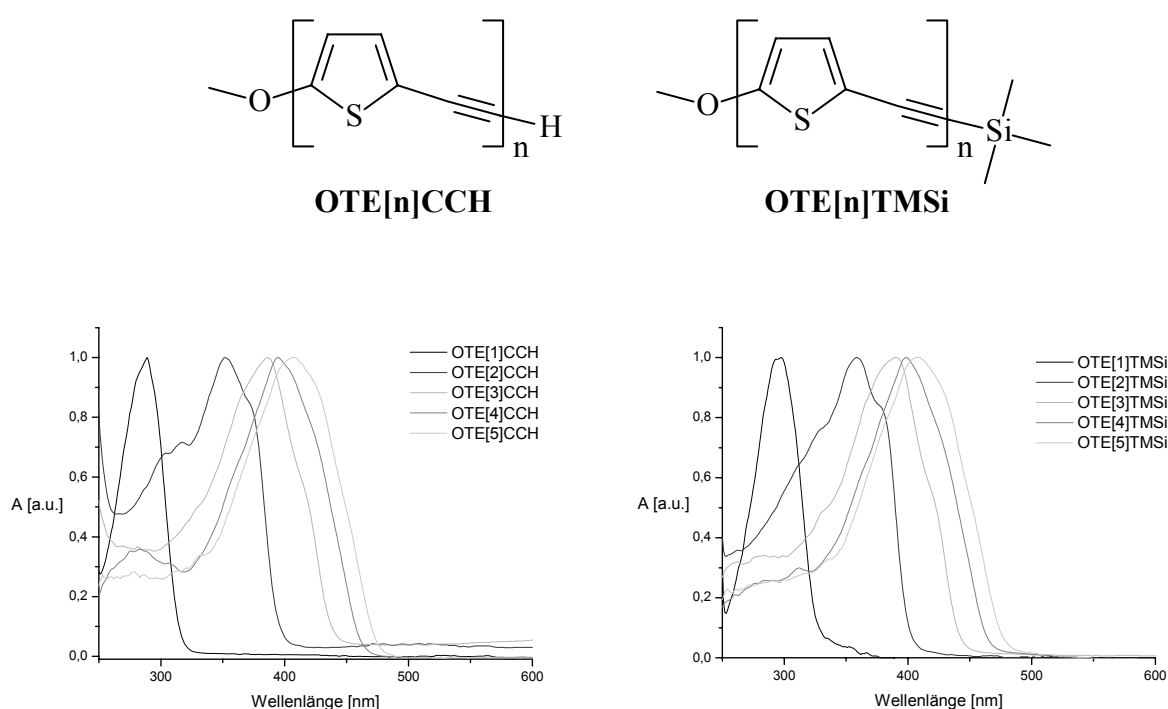 O S n H
O S n Si
OTE[n]CCH
OTE[n]TMSi
1,0
0,8
0,6
0,4
0,2
0,0
A [a.u.]
300 400 500 600
Wellenlänge [nm]
OTE[1]CCH
OTE[2]CCH
OTE[3]CCH
OTE[4]CCH
OTE[5]CCH
1,0
0,8
0,6
0,4
0,2
0,0
A [a.u.]
300 400 500 600
Wellenlänge [nm]
OTE[1]TMSi
OTE[2]TMSi
OTE[3]TMSi
OTE[4]TMSi
OTE[5]TMSi